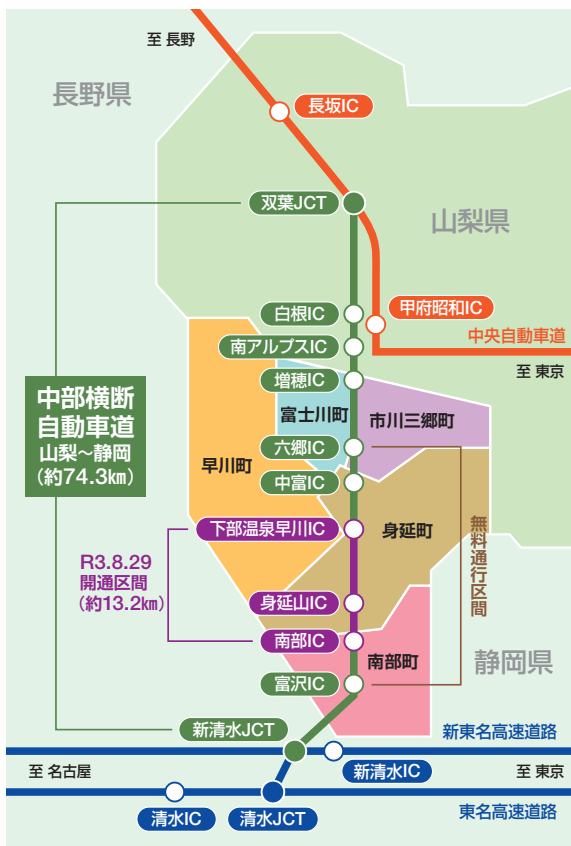 至 長野
長野県
長坂IC
双葉JCT
山梨県
白根IC
甲府昭和IC
中央自動車道
南アルプスIC
至 東京
増穂IC
中部横断
自動車道
山梨～静岡
(約74.3㎞)
富士川町
市川三郷町
六郷IC
早川町
中富IC
下部温泉早川IC
身延町
無料通行区間
R3.8.29
開通区間
(約13.2㎞)
身延山IC
南部IC
南部町
静岡県
富沢IC
新清水JCT
新東名高速道路
至 名古屋
新清水IC
至 東京
清水IC
清水JCT
東名高速道路